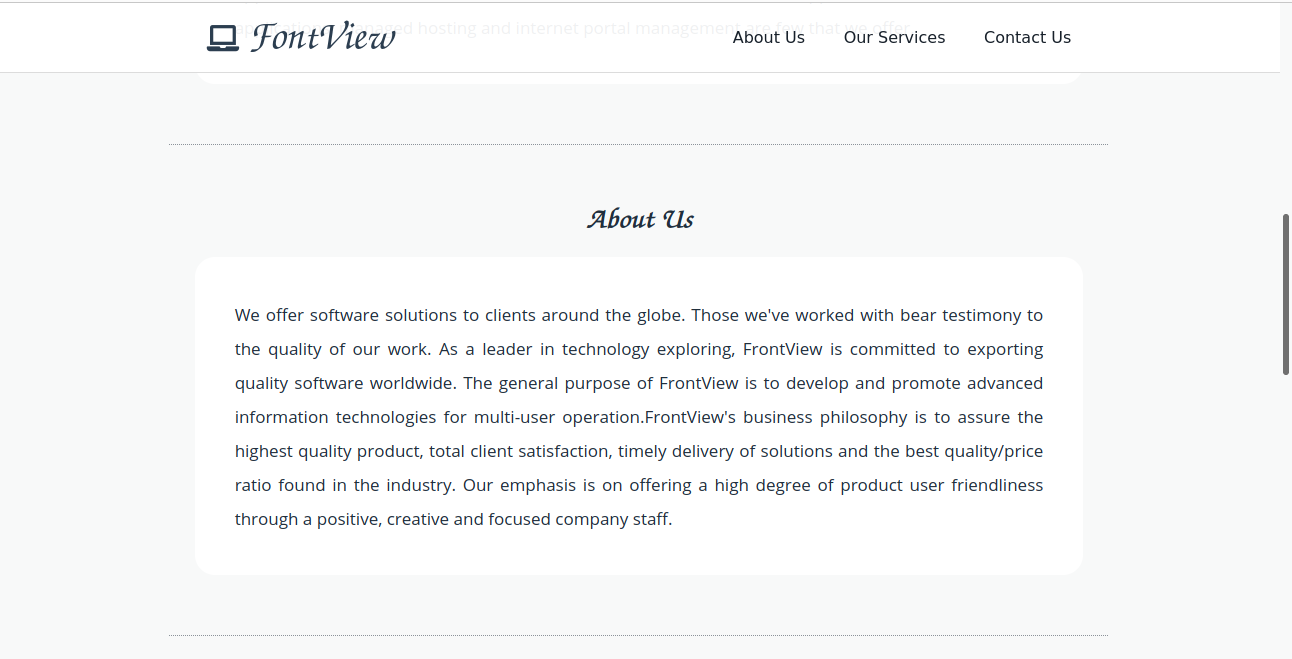 managed hosting and internet portal management are few that we offer
FontView
About Us
Our Services
Contact Us
About Us
We offer software solutions to clients around the globe. Those we've worked with bear testimony to
the quality of our work. As a leader in technology exploring, FrontView is committed to exporting
quality software worldwide. The general purpose of FrontView is to develop and promote advanced
information technologies for multi-user operation.FrontView's business philosophy is to assure the
highest quality product, total client satisfaction, timely delivery of solutions and the best quality/price
ratio found in the industry. Our emphasis is on offering a high degree of product user friendliness
through a positive, creative and focused company staff.